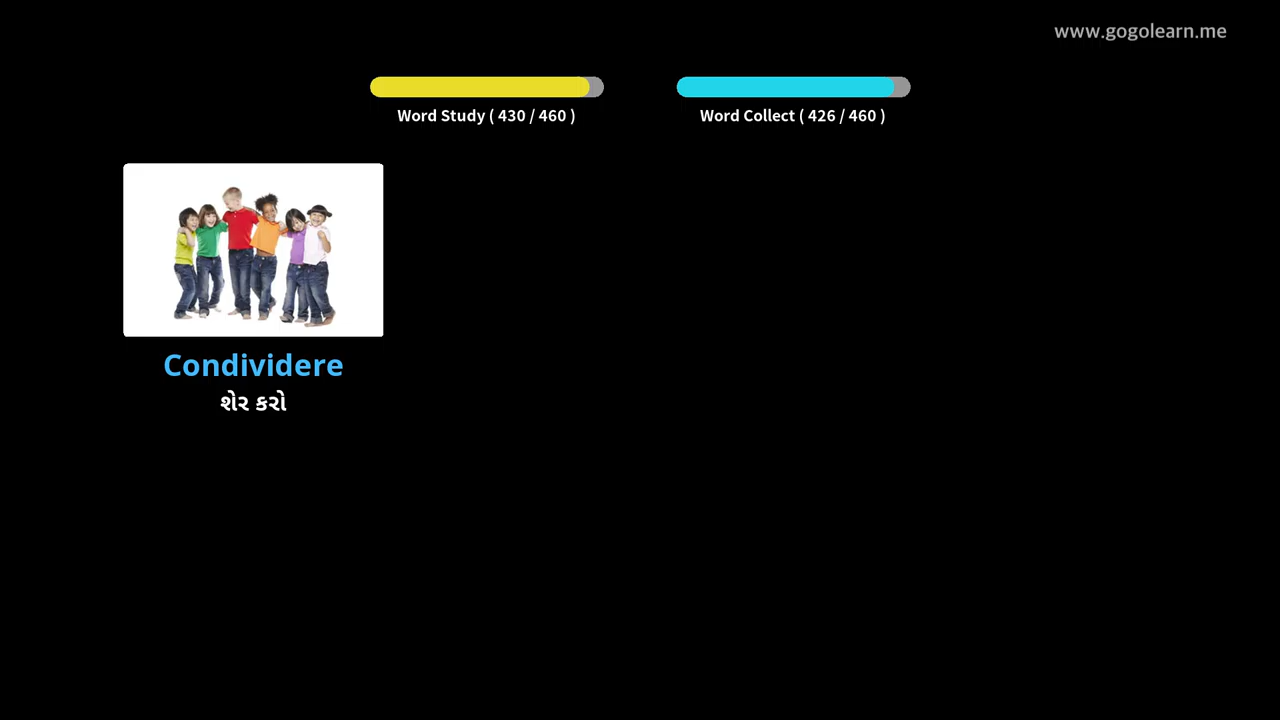 www.gogolearn.me
Word Study ( 430 / 460 )
Word Collect ( 426 / 460 )
Condividere
શેર કરો